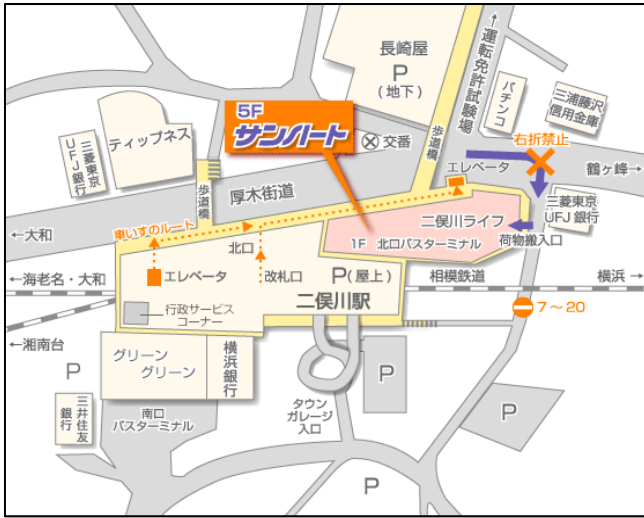 長崎屋
P
(地下)
↑運転免許試験場
パチンコ
三浦藤沢
信用金庫
5F
サンハート
交番
歩道橋
右折禁止
エレベータ
鶴ヶ峰→
ティップネス
三菱東京
UFJ銀行
歩道橋
厚木街道
三菱東京
UFJ銀行
←大和
車いすのルート
北口
二俣川ライフ
1F 北口バスターミナル
荷物搬入口
←海老名・大和
エレベータ
改札口
P(屋上)
相模鉄道
横浜→
二俣川駅
行政サービス
コーナー
7〜20
←湘南台
グリーン
グリーン
横浜銀行
P
P
P
三井住友
銀行
南口
バスターミナル
タウン
ガレージ
入口
P